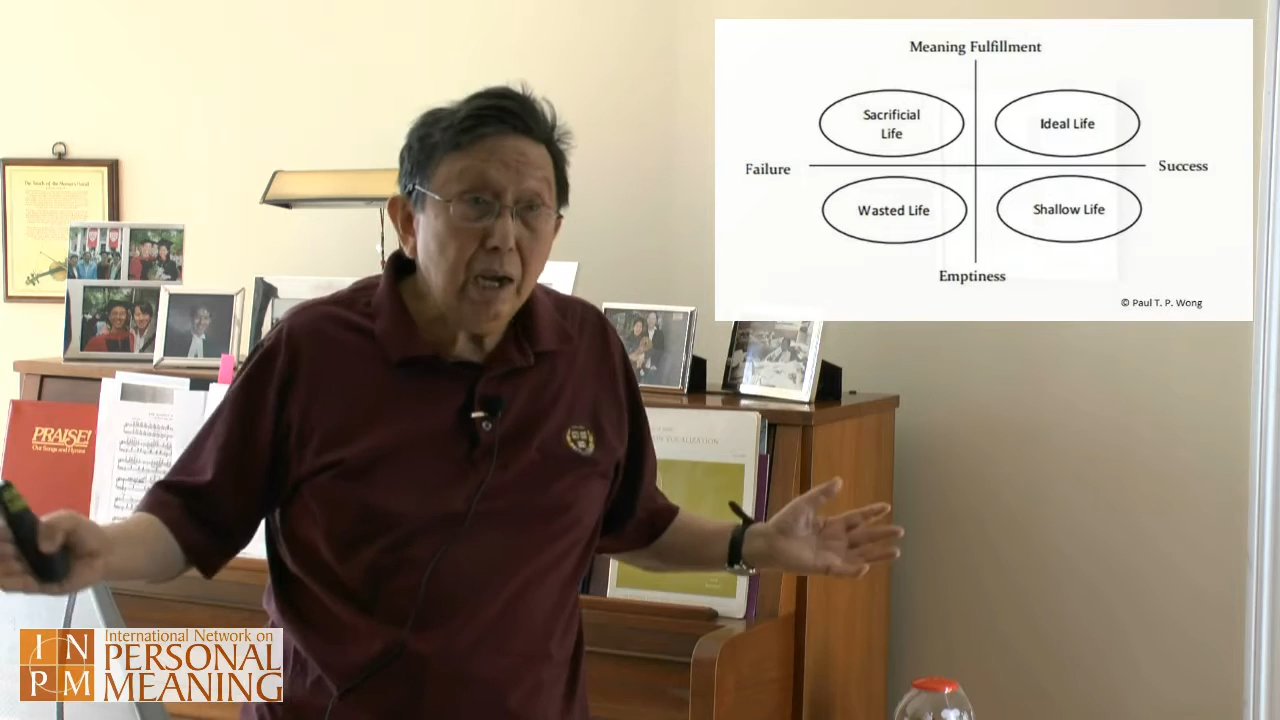 Meaning Fulfillment
Sacrificial
Life
Ideal Life
Failure
Success
Wasted Life
Shallow Life
Emptiness
© Paul T. P. Wong
PRAISE!
Our Songs and Hymns
VOCALIZATION
I N
P M
International Network on
PERSONAL
MEANING